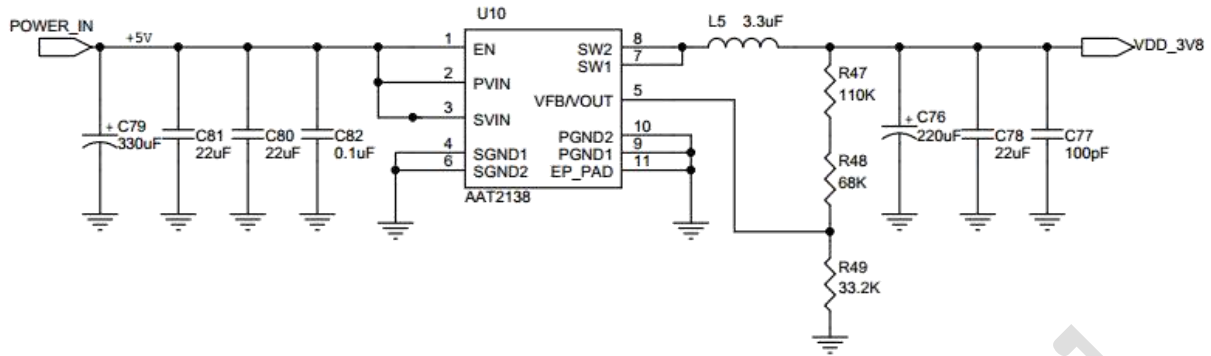 U10
L5 3.3uF
POWER_IN
+5V
VDD_3V8
1 EN
SW2 8
SW1 7
2 PVIN
3 SVIN
VFB/VOUT 5
4 SGND1
6 SGND2
PGND2 10
PGND1 9
EP_PAD 11
AAT2138
+ C79
330uF
C81
22uF
C80
22uF
C82
0.1uF
R47
110K
R48
68K
R49
33.2K
+ C76
220uF
C78
22uF
C77
100pF